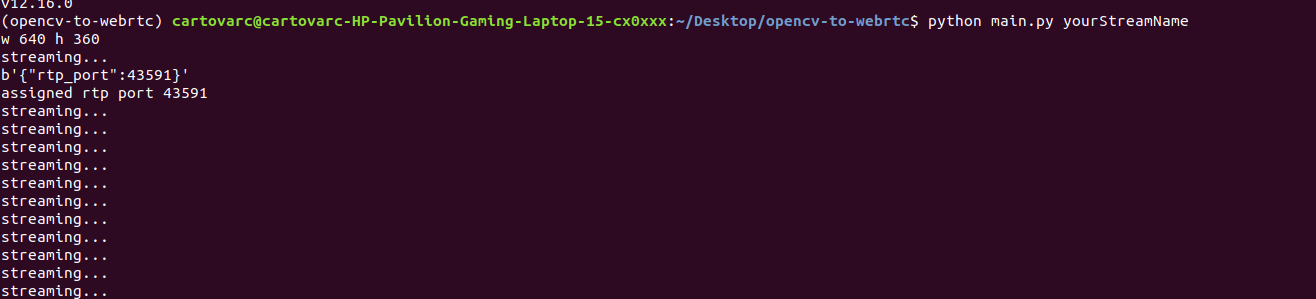 v12.16.0
(opencv-to-webrtc) cartovarc@cartovarc-HP-Pavilion-Gaming-Laptop-15-cx0xxx:~/Desktop/opencv-to-webrtc$ python main.py yourStreamName
w 640 h 360
streaming...
b'{"rtp_port":43591}'
assigned rtp port 43591
streaming...
streaming...
streaming...
streaming...
streaming...
streaming...
streaming...
streaming...
streaming...
streaming...
streaming...